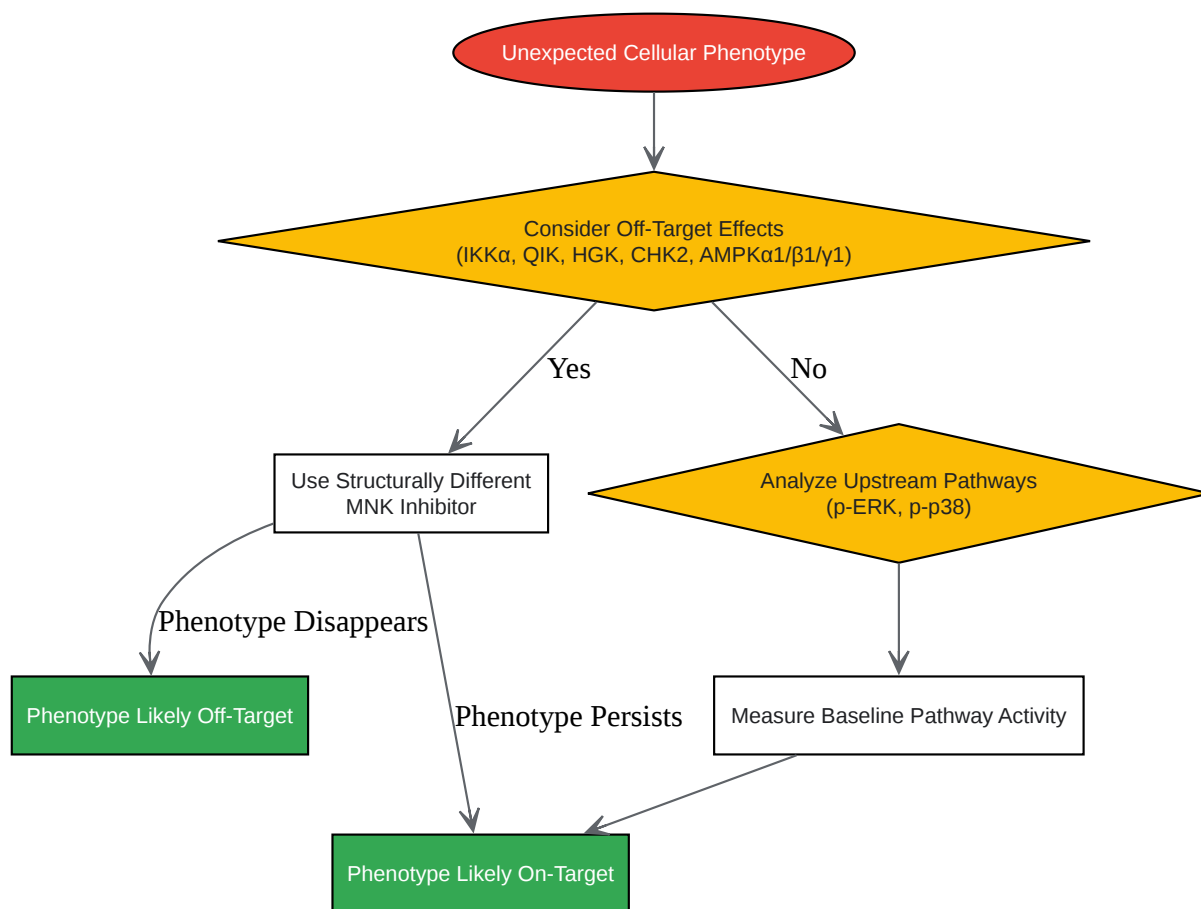 Unexpected Cellular Phenotype
Consider Off-Target Effects
(IKKα, QIK, HGK, CHK2, AMPKα1/β1/γ1)
Yes
No
Use Structurally Different
MNK Inhibitor
Analyze Upstream Pathways
(p-ERK, p-p38)
Phenotype Disappears
Phenotype Likely Off-Target
Phenotype Persists
Measure Baseline Pathway Activity
Phenotype Likely On-Target